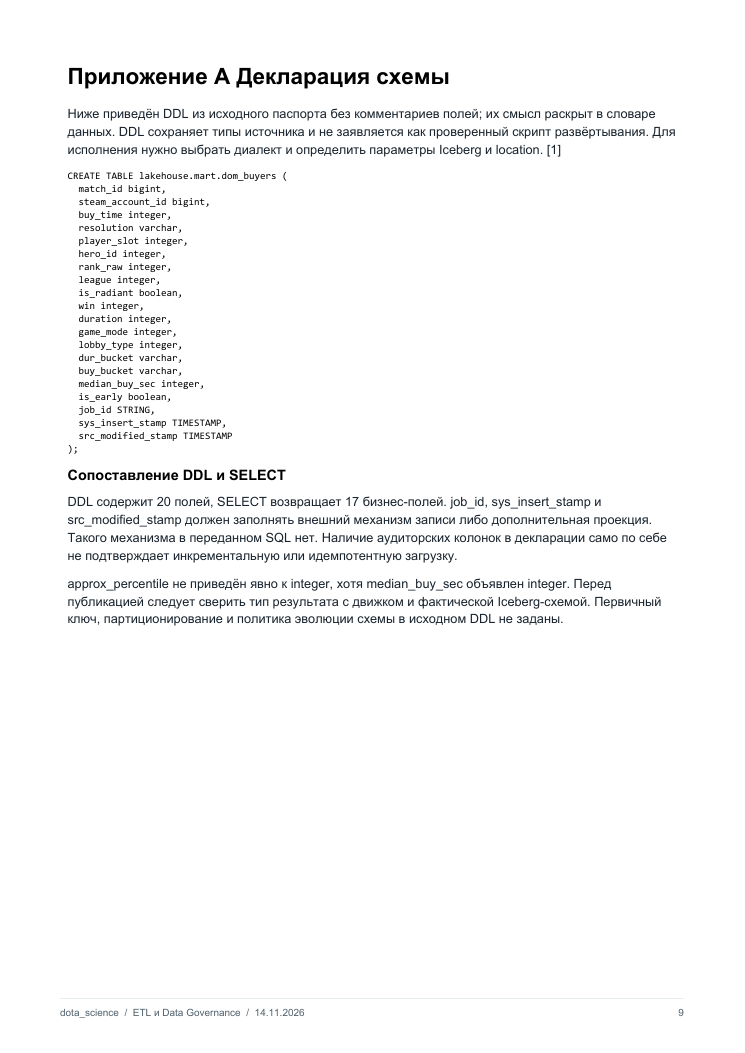 Приложение А Декларация схемы
Ниже приведён DDL из исходного паспорта без комментариев полей; их смысл раскрыт в словаре
данных. DDL сохраняет типы источника и не заявляется как проверенный скрипт развёртывания. Для
исполнения нужно выбрать диалект и определить параметры Iceberg и location. [1]
CREATE TABLE lakehouse.mart.dom_buyers (
  match_id bigint,
  steam_account_id bigint,
  buy_time integer,
  resolution varchar,
  player_slot integer,
  hero_id integer,
  rank_raw integer,
  league integer,
  is_radiant boolean,
  win integer,
  duration integer,
  game_mode integer,
  lobby_type integer,
  dur_bucket varchar,
  buy_bucket varchar,
  median_buy_sec integer,
  is_early boolean,
  job_id STRING,
  sys_insert_stamp TIMESTAMP,
  src_modified_stamp TIMESTAMP
);
Сопоставление DDL и SELECT
DDL содержит 20 полей, SELECT возвращает 17 бизнес-полей. job_id, sys_insert_stamp и
src_modified_stamp должен заполнять внешний механизм записи либо дополнительная проекция.
Такого механизма в переданном SQL нет. Наличие аудиторских колонок в декларации само по себе
не подтверждает инкрементальную или идемпотентную загрузку.
approx_percentile не приведён явно к integer, хотя median_buy_sec объявлен integer. Перед
публикацией следует сверить тип результата с движком и фактической Iceberg-схемой. Первичный
ключ, партиционирование и политика эволюции схемы в исходном DDL не заданы.
dota_science / ETL и Data Governance / 14.11.2026
9